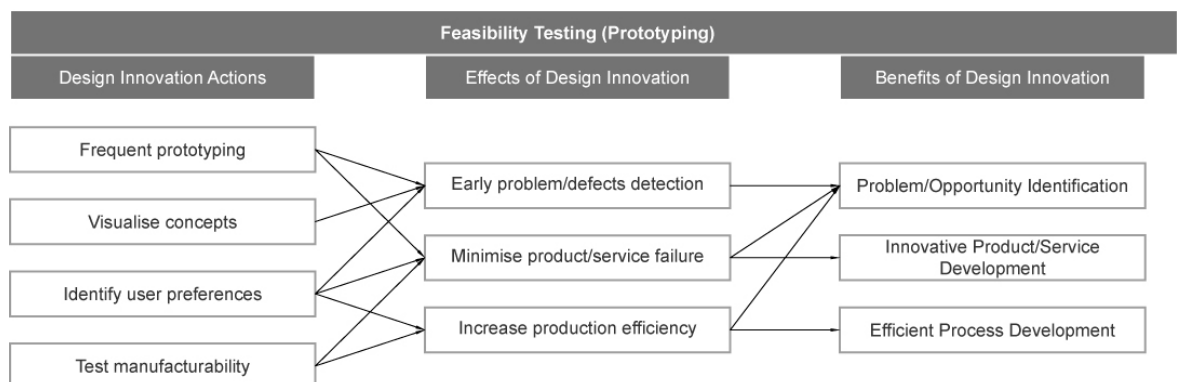 Feasibility Testing (Prototyping)
Design Innovation Actions
Effects of Design Innovation
Benefits of Design Innovation
Frequent prototyping
Visualise concepts
Identify user preferences
Test manufacturability
Early problem/defects detection
Minimise product/service failure
Increase production efficiency
Problem/Opportunity Identification
Innovative Product/Service
Development
Efficient Process Development